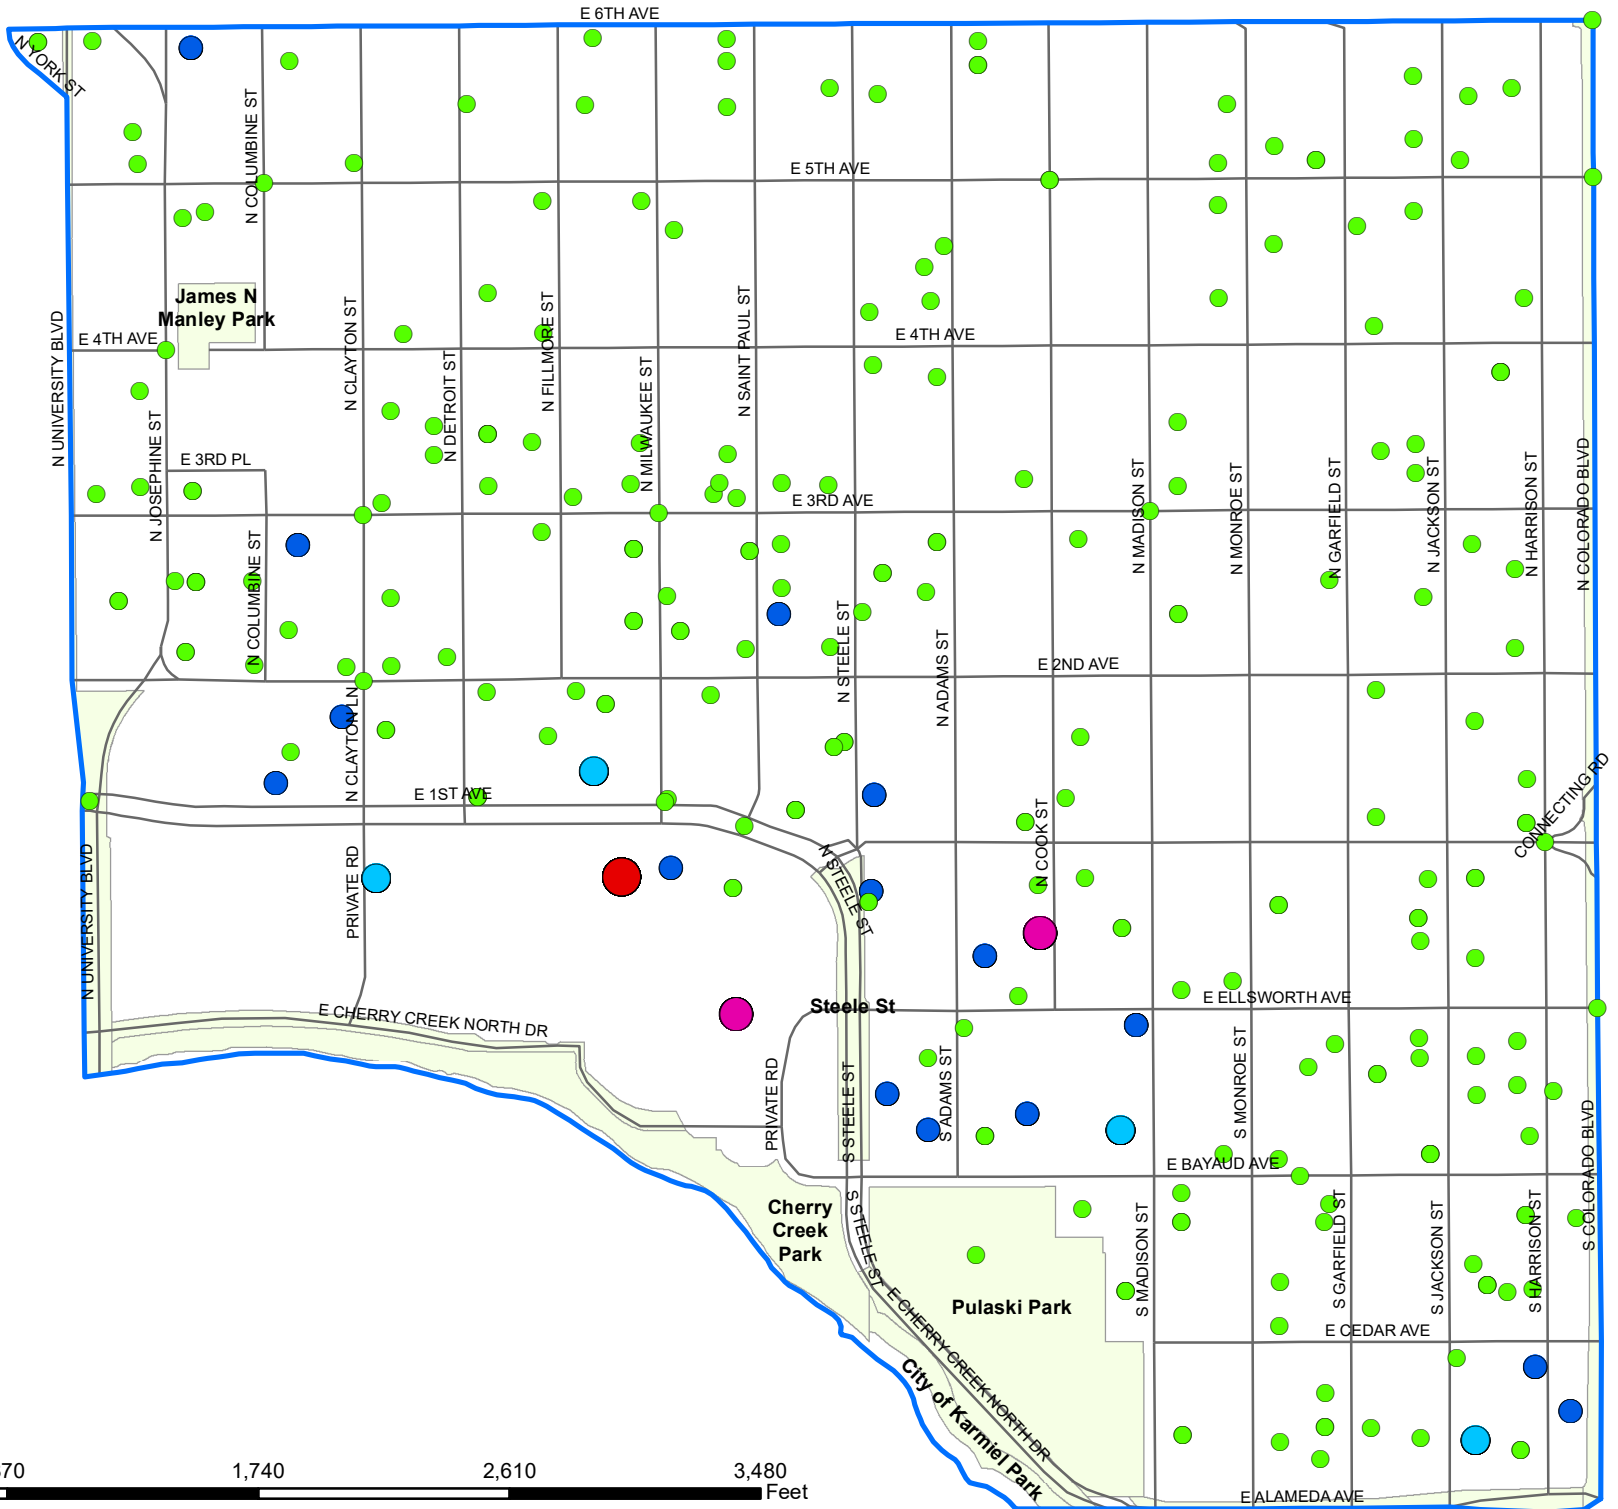 E 6TH AVE
N YORK ST
N COLUMBINE ST
E 5TH AVE
James N
Manley Park
E 4TH AVE
E 4TH AVE
N UNIVERSITY BLVD
N CLAYTON ST
N DETROIT ST
N FILLMORE ST
N MILWAUKEE ST
N SAINT PAUL ST
N JOSEPHINE ST
E 3RD PL
E 3RD AVE
N MADISON ST
N MONROE ST
N GARFIELD ST
N JACKSON ST
N HARRISON ST
N COLORADO BLVD
N COLUMBINE ST
N STEELE ST
N ADAMS ST
E 2ND AVE
N CLAYTON LN
E 1ST AVE
N COOK ST
CONNECTING RD
N UNIVERSITY BLVD
PRIVATE RD
N STEELE ST
E CHERRY CREEK NORTH DR
Steele St
E ELLSWORTH AVE
PRIVATE RD
S STEELE ST
S ADAMS ST
S MONROE ST
S COLORADO BLVD
E BAYAUD AVE
Cherry
Creek
Park
S STEELE ST
S MADISON ST
S GARFIELD ST
S JACKSON ST
S HARRISON ST
Pulaski Park
E CHERRY CREEK NORTH DR
E CEDAR AVE
City of Karmiel Park
E ALAMEDA AVE
1,740 2,610 3,480
Feet